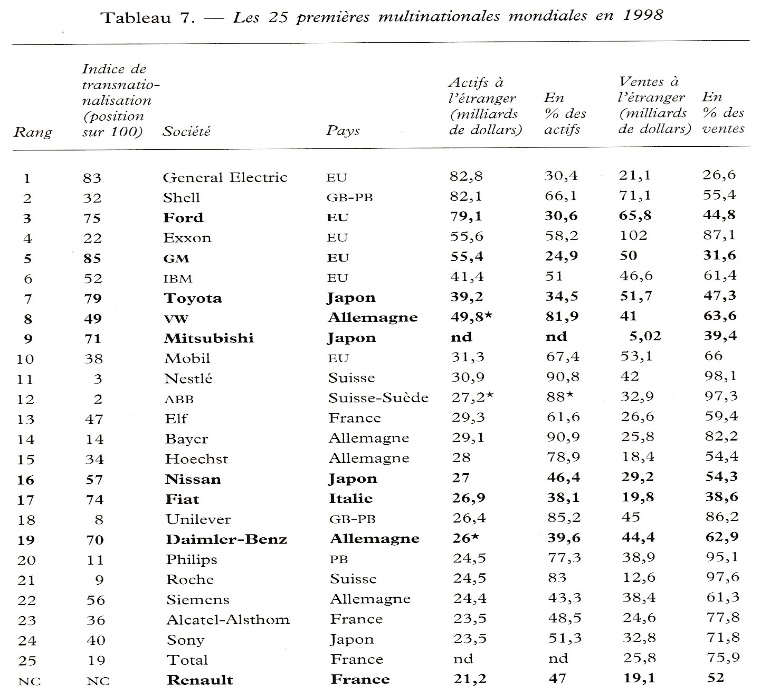 Tableau 7. — Les 25 premières multinationales mondiales en 1998
Rang Indice de transnatio-nalisation (position sur 100) Société Pays Actifs à l'étranger (milliards de dollars) En % des actifs Ventes à l'étranger (milliards de dollars) En % des ventes
1 83 General Electric EU 82,8 30,4 21,1 26,6
2 32 Shell GB-PB 82,1 66,1 71,1 55,4
3 75 Ford EU 79,1 30,6 65,8 44,8
4 22 Exxon EU 55,6 58,2 102 87,1
5 85 GM EU 55,4 24,9 50 31,6
6 52 IBM EU 41,4 51 46,6 61,4
7 79 Toyota Japon 39,2 34,5 51,7 47,3
8 49 VW Allemagne 49,8* 81,9 41 63,6
9 71 Mitsubishi Japon nd nd 5,02 39,4
10 38 Mobil EU 31,3 67,4 53,1 66
11 3 Nestlé Suisse 30,9 90,8 42 98,1
12 2 ABB Suisse-Suède 27,2* 88* 32,9 97,3
13 47 Elf France 29,3 61,6 26,6 59,4
14 14 Bayer Allemagne 29,1 90,9 25,8 82,2
15 34 Hoechst Allemagne 28 78,9 18,4 54,4
16 57 Nissan Japon 27 46,4 29,2 54,3
17 74 Fiat Italie 26,9 38,1 19,8 38,6
18 8 Unilever GB-PB 26,4 85,2 45 86,2
19 70 Daimler-Benz Allemagne 26* 39,6 44,4 62,9
20 11 Philips PB 24,5 77,3 38,9 95,1
21 9 Roche Suisse 24,5 83 12,6 97,6
22 56 Siemens Allemagne 24,4 43,3 38,4 61,3
23 36 Alcatel-Alsthom France 23,5 48,5 24,6 77,8
24 40 Sony Japon 23,5 51,3 32,8 71,8
25 19 Total France nd nd 25,8 75,9
NC NC Renault France 21,2 47 19,1 52